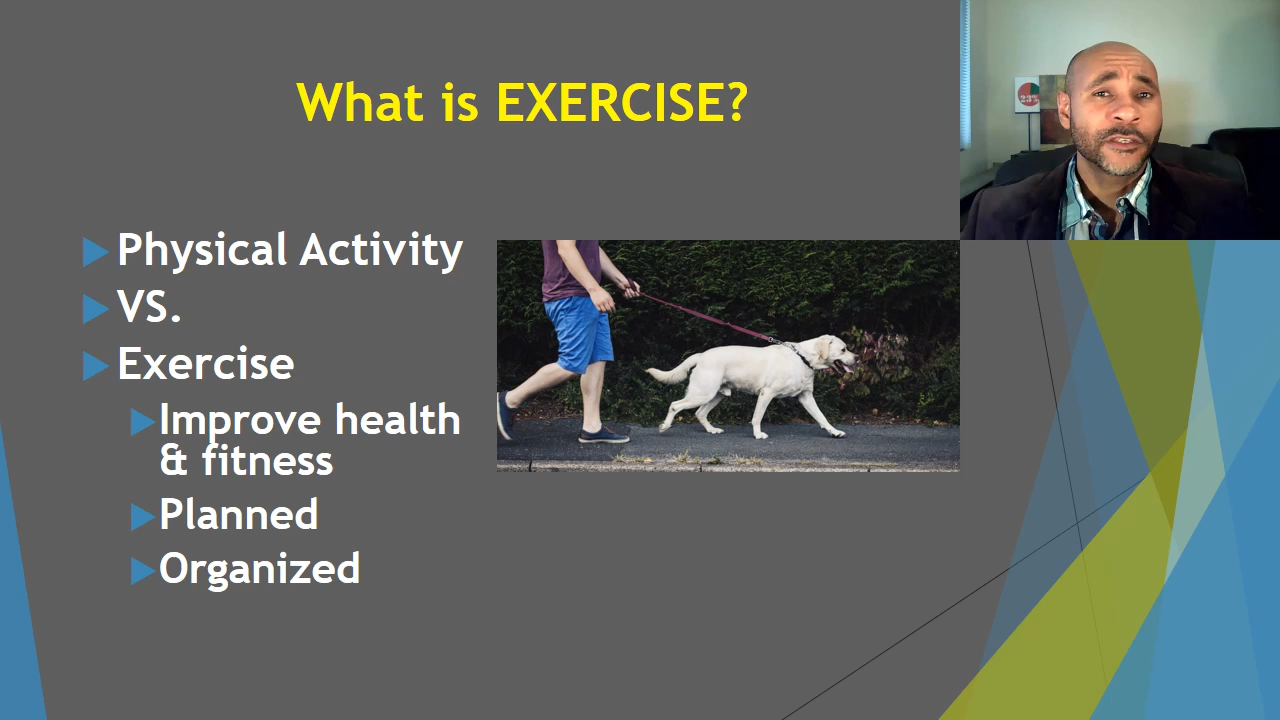 What is EXERCISE?
Physical Activity
VS.
Exercise
Improve health
& fitness
Planned
Organized